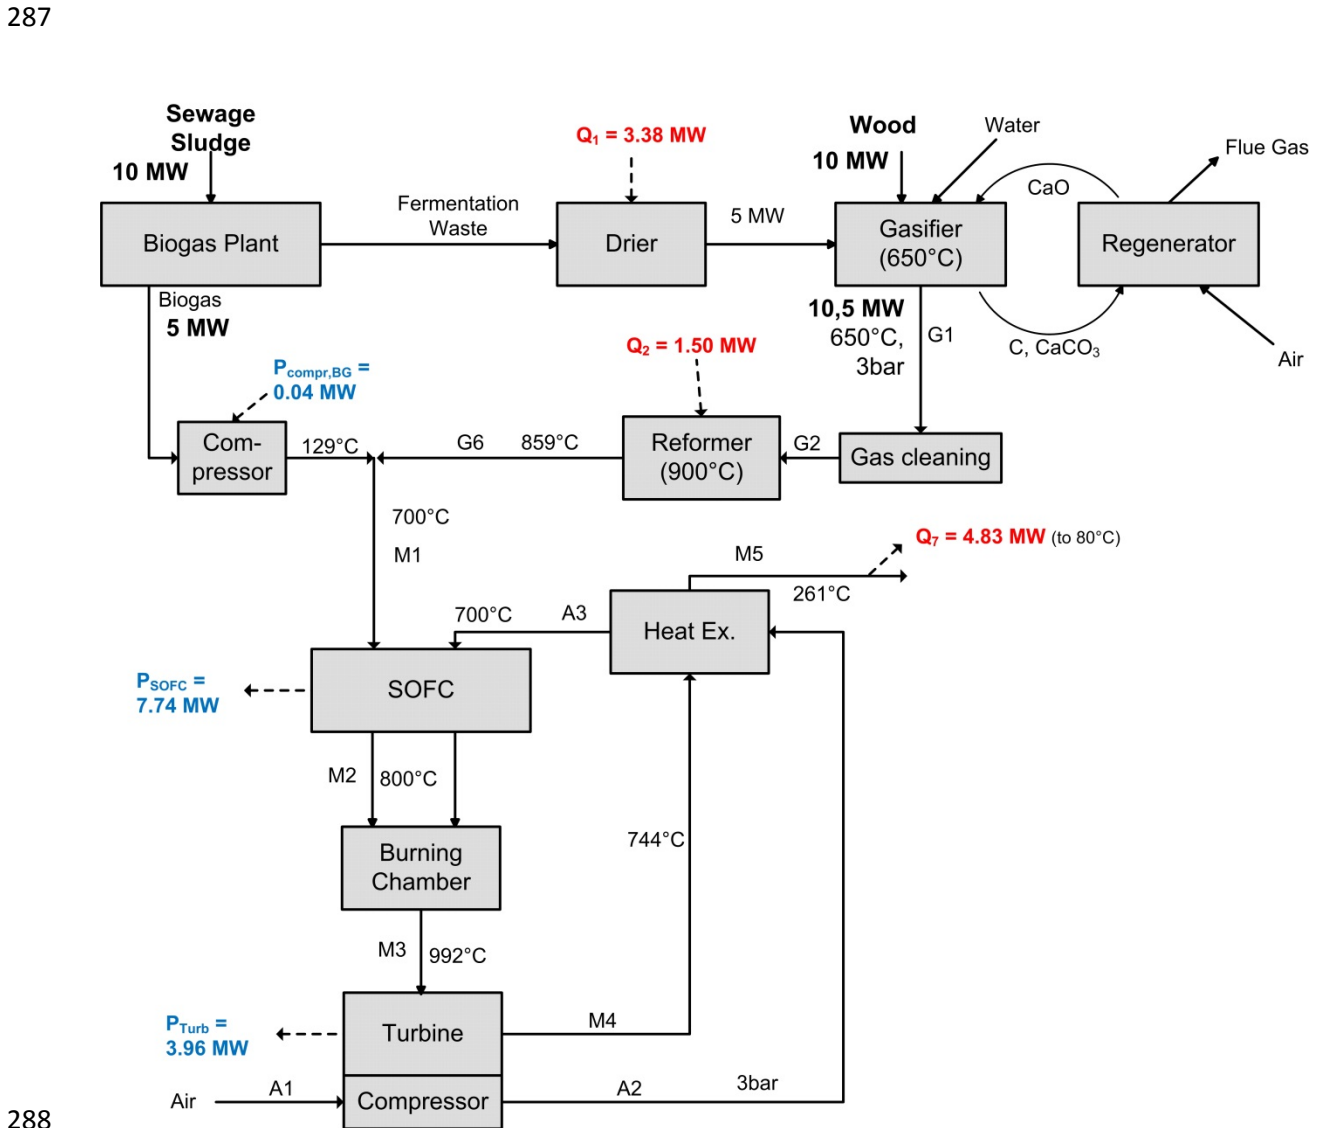 287
Sewage
Sludge
10 MW
Q₁ = 3.38 MW
Wood
10 MW
Water
Flue Gas
CaO
Biogas Plant
Fermentation
Waste
Drier
5 MW
Gasifier
(650°C)
Regenerator
Biogas
5 MW
10,5 MW
650°C,
3bar
G1
C, CaCO₃
Air
Q₂ = 1.50 MW
P compr,BG =
0.04 MW
Com-
pressor
129°C
G6
859°C
Reformer
(900°C)
G2
Gas cleaning
700°C
M1
Q₇ = 4.83 MW (to 80°C)
M5
261°C
700°C
A3
Heat Ex.
P SOFC =
7.74 MW
SOFC
M2
800°C
744°C
Burning
Chamber
M3
992°C
P Turb =
3.96 MW
Turbine
M4
Air
A1
Compressor
A2
3bar
288